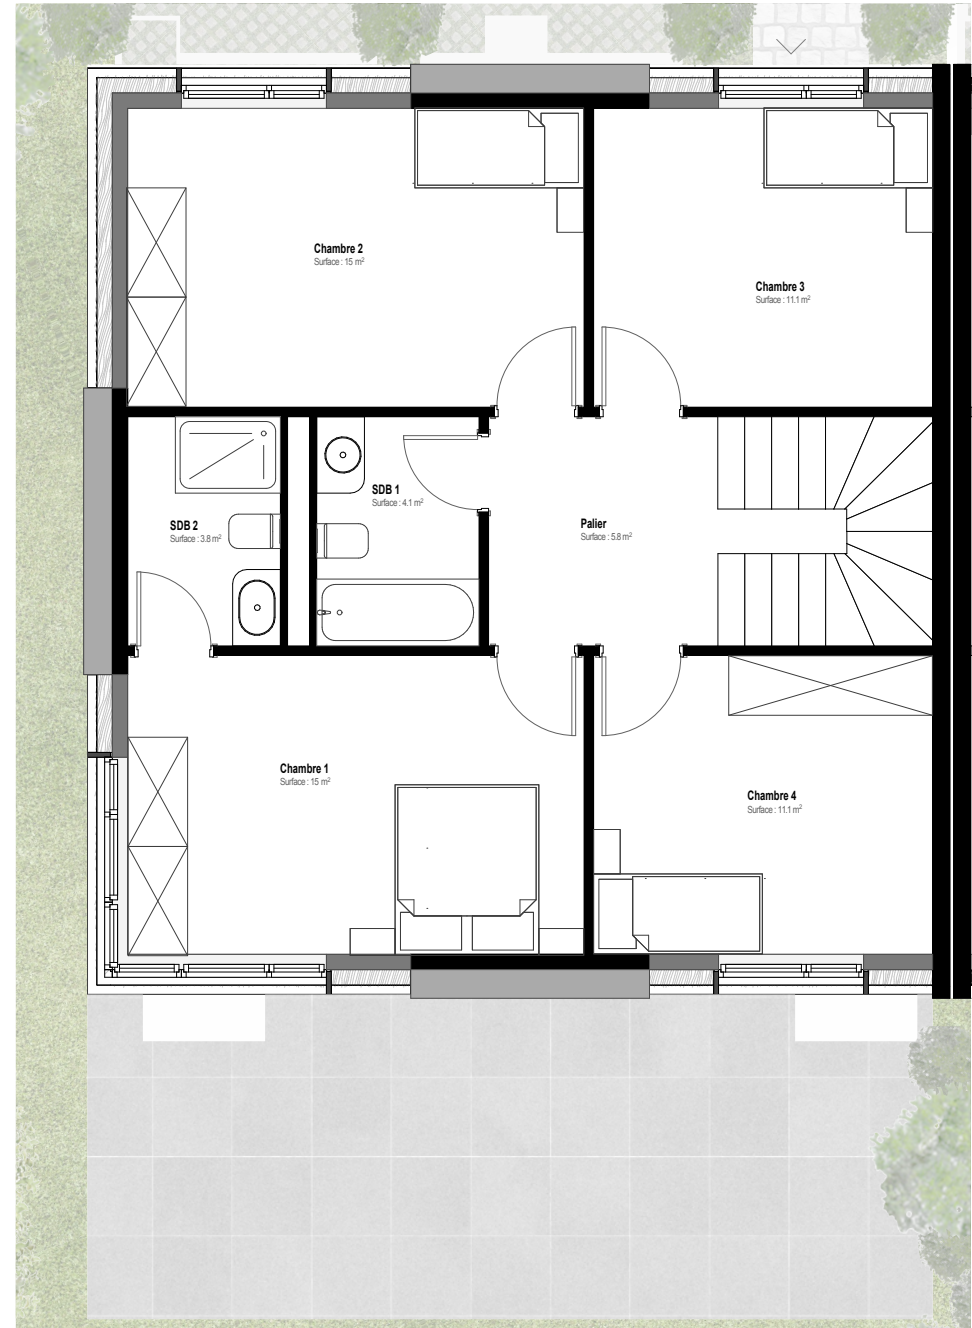 Chambre 2
Surface : 15 m²
Chambre 3
Surface : 11.1 m²
SDB 1
Surface : 4.1 m²
SDB 2
Surface : 3.8 m²
Palier
Surface : 5.8 m²
Chambre 1
Surface : 15 m²
Chambre 4
Surface : 11.1 m²